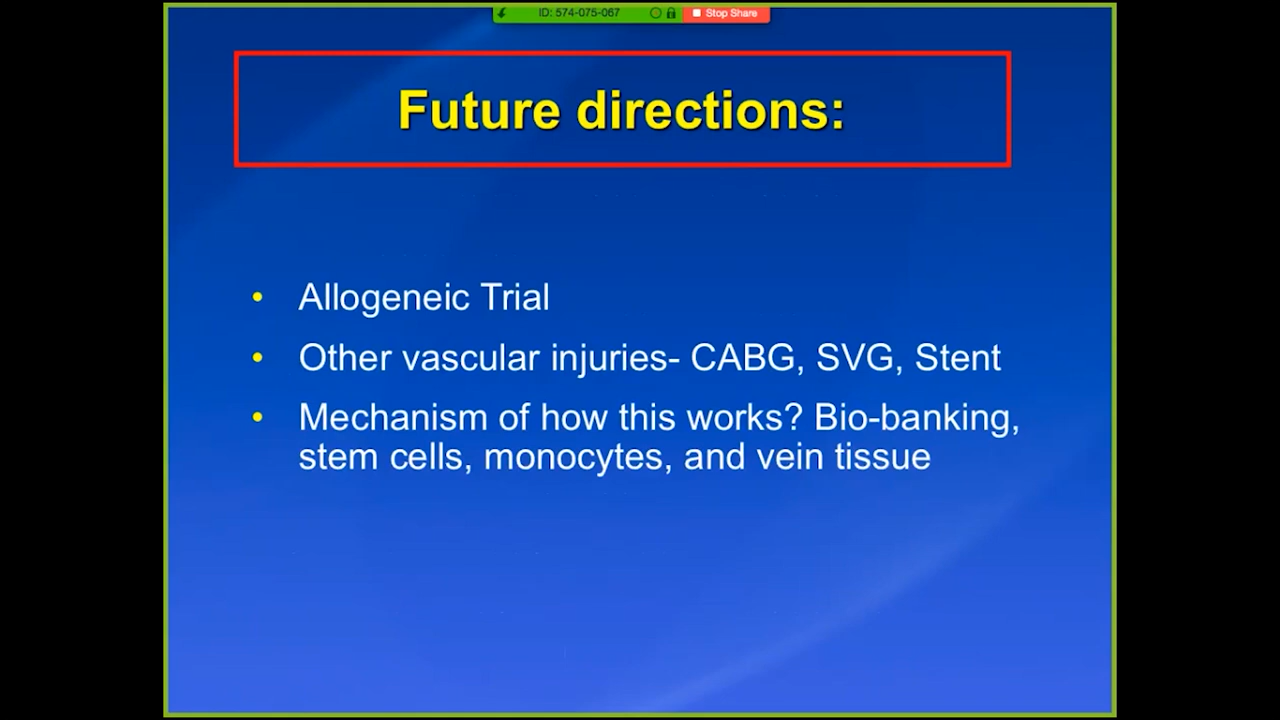 ID: 574-075-067
Stop Share
Future directions:
• Allogeneic Trial
• Other vascular injuries- CABG, SVG, Stent
• Mechanism of how this works? Bio-banking,
stem cells, monocytes, and vein tissue